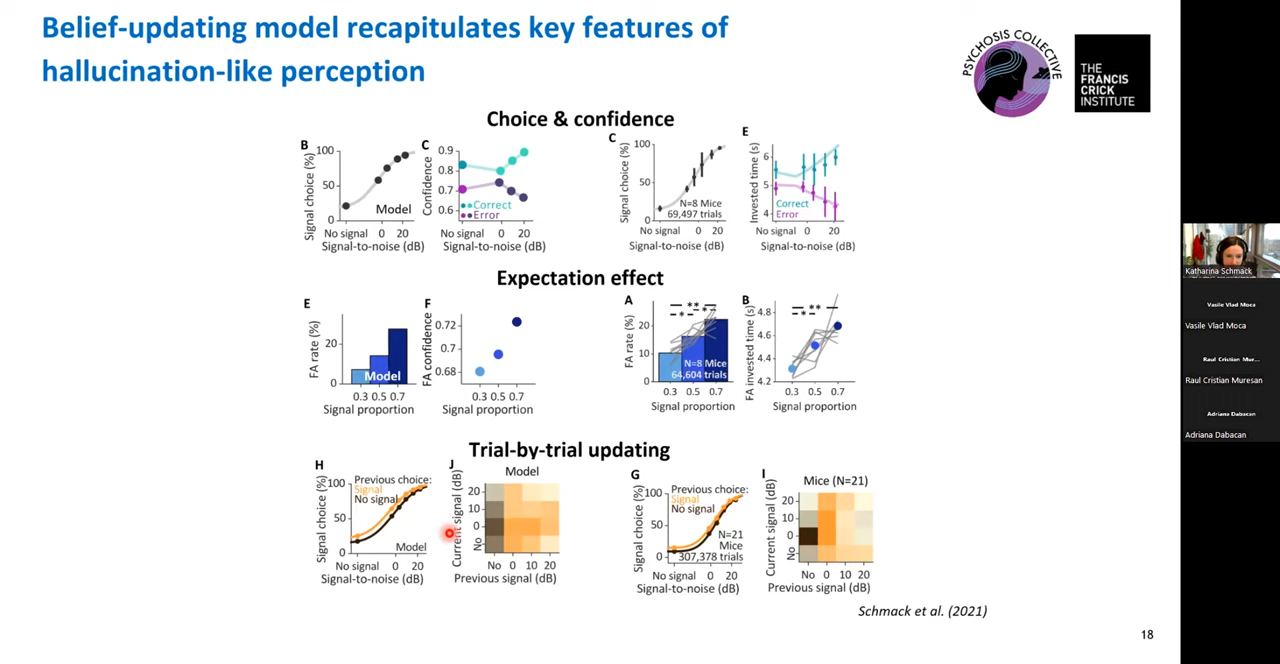 Belief-updating model recapitulates key features of
hallucination-like perception
PSYCHOSIS COLLECTIVE
THE
FRANCIS
CRICK
INSTITUTE
Choice & confidence
B
Signal choice (%)
100
50
0
Model
No signal 0 20
Signal-to-noise (dB)
C
Confidence
0.9
0.8
0.7
0.6
Correct
Error
No signal 0 20
Signal-to-noise (dB)
C
Signal choice (%)
100
50
0
N=8 Mice
69,497 trials
No signal 0 20
Signal-to-noise (dB)
E
Invested time (s)
6
5
4
Correct
Error
No signal 0 20
Signal-to-noise (dB)
Expectation effect
E
FA rate (%)
20
0
Model
0.3 0.5 0.7
Signal proportion
F
FA confidence
0.72
0.7
0.68
0.3 0.5 0.7
Signal proportion
A
FA rate (%)
20
10
0
**
* *
N=8 Mice
64,604 trials
0.3 0.5 0.7
Signal proportion
B
FA invested time (s)
4.8
4.6
4.4
4.2
**
*
0.3 0.5 0.7
Signal proportion
Trial-by-trial updating
H
Signal choice (%)
100
50
0
Previous choice:
Signal
No signal
Model
No signal 0 20
Signal-to-noise (dB)
J
Model
Current signal (dB)
20
10
0
No
No 0 10 20
Previous signal (dB)
G
Signal choice (%)
100
50
0
Previous choice:
Signal
No signal
N=21
Mice
307,378 trials
No signal 0 20
Signal-to-noise (dB)
I
Mice (N=21)
Current signal (dB)
20
10
0
No
No 0 10 20
Previous signal (dB)
Schmack et al. (2021)
18
Katharina Schmack
Vasile Vlad Moca
Vasile Vlad Moca
Raul Cristian Mur...
Raul Cristian Muresan
Adriana Dabacan
Adriana Dabacan